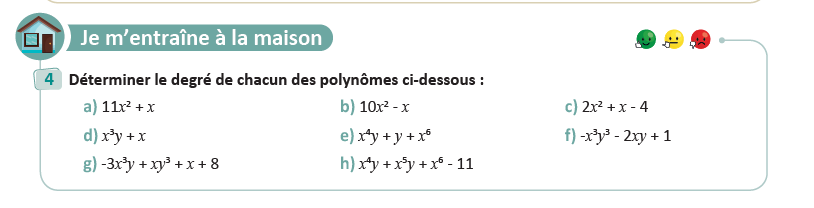 Je m'entraîne à la maison
4 Déterminer le degré de chacun des polynômes ci-dessous :
a) 11x² + x b) 10x² - x c) 2x² + x - 4
d) x³y + x e) x⁴y + y + x⁶ f) -x³y³ - 2xy + 1
g) -3x³y + xy³ + x + 8 h) x⁴y + x⁵y + x⁶ - 11